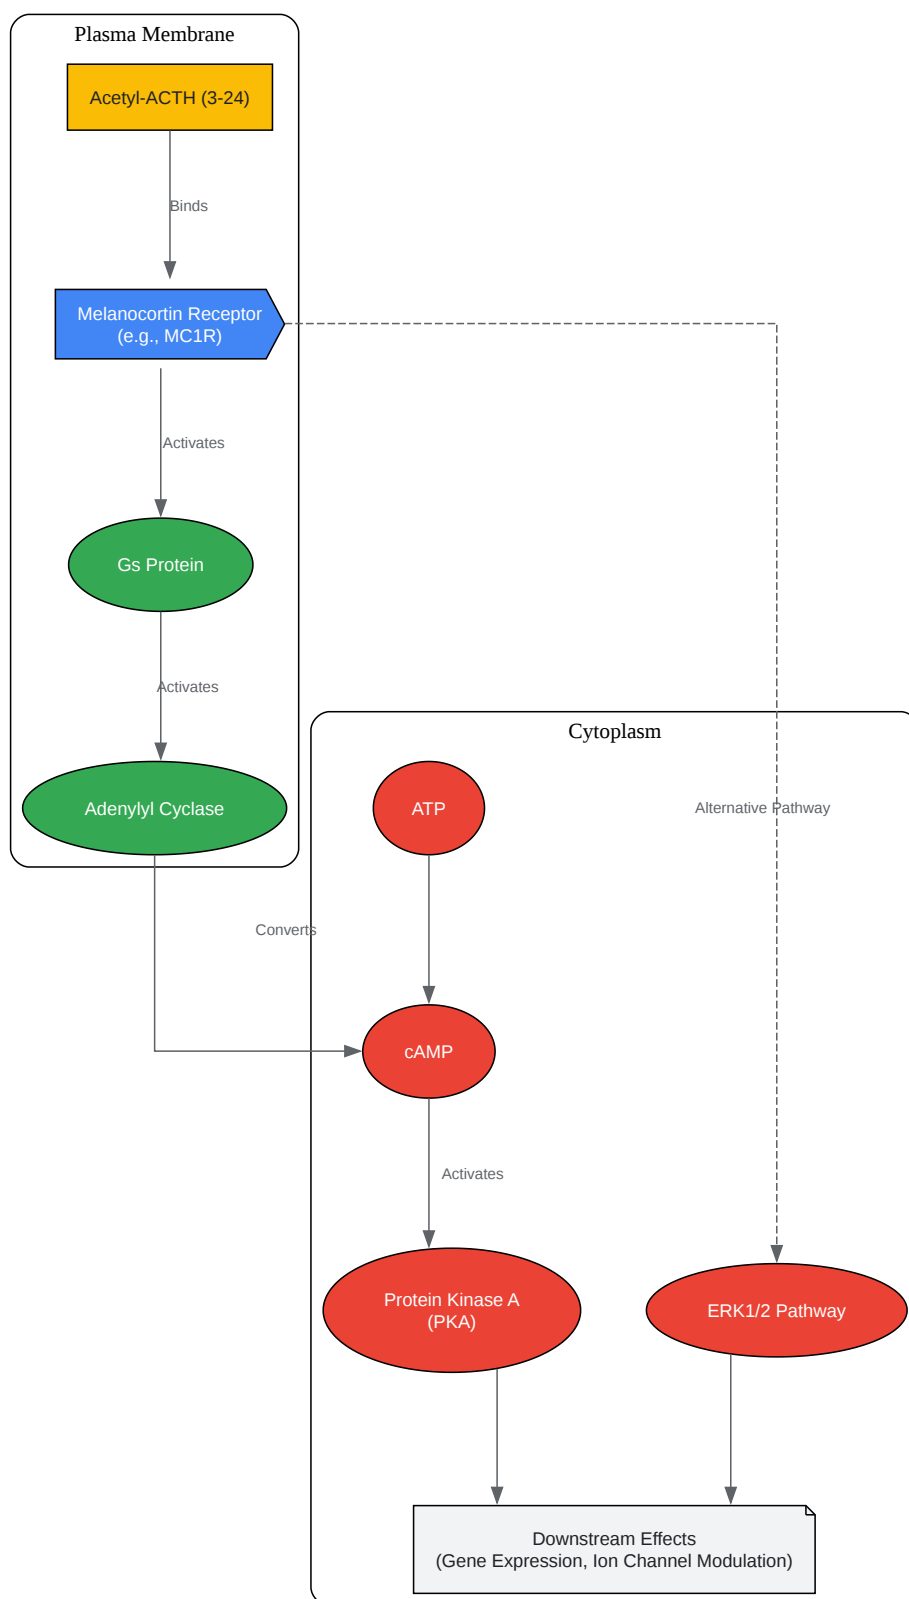 Plasma Membrane
Acetyl-ACTH (3-24)
Binds
Melanocortin Receptor
(e.g., MC1R)
Activates
Gs Protein
Activates
Adenylyl Cyclase
Cytoplasm
ATP
Alternative Pathway
Converts
cAMP
Activates
Protein Kinase A
(PKA)
ERK1/2 Pathway
Downstream Effects
(Gene Expression, Ion Channel Modulation)